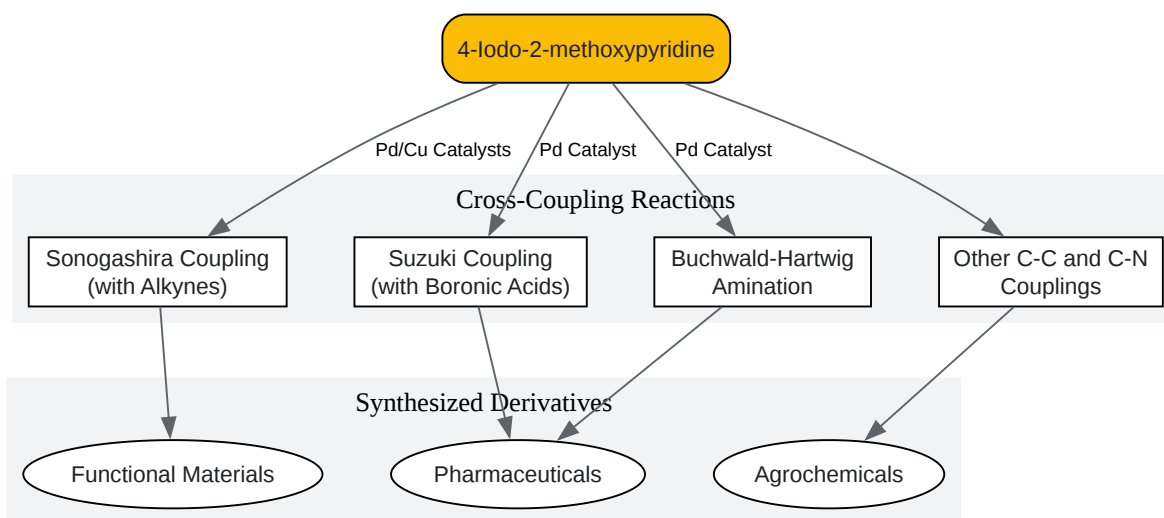 4-Iodo-2-methoxypyridine
Pd/Cu Catalysts
Pd Catalyst
Pd Catalyst
Cross-Coupling Reactions
Sonogashira Coupling
(with Alkynes)
Suzuki Coupling
(with Boronic Acids)
Buchwald-Hartwig
Amination
Other C-C and C-N
Couplings
Synthesized Derivatives
Functional Materials
Pharmaceuticals
Agrochemicals